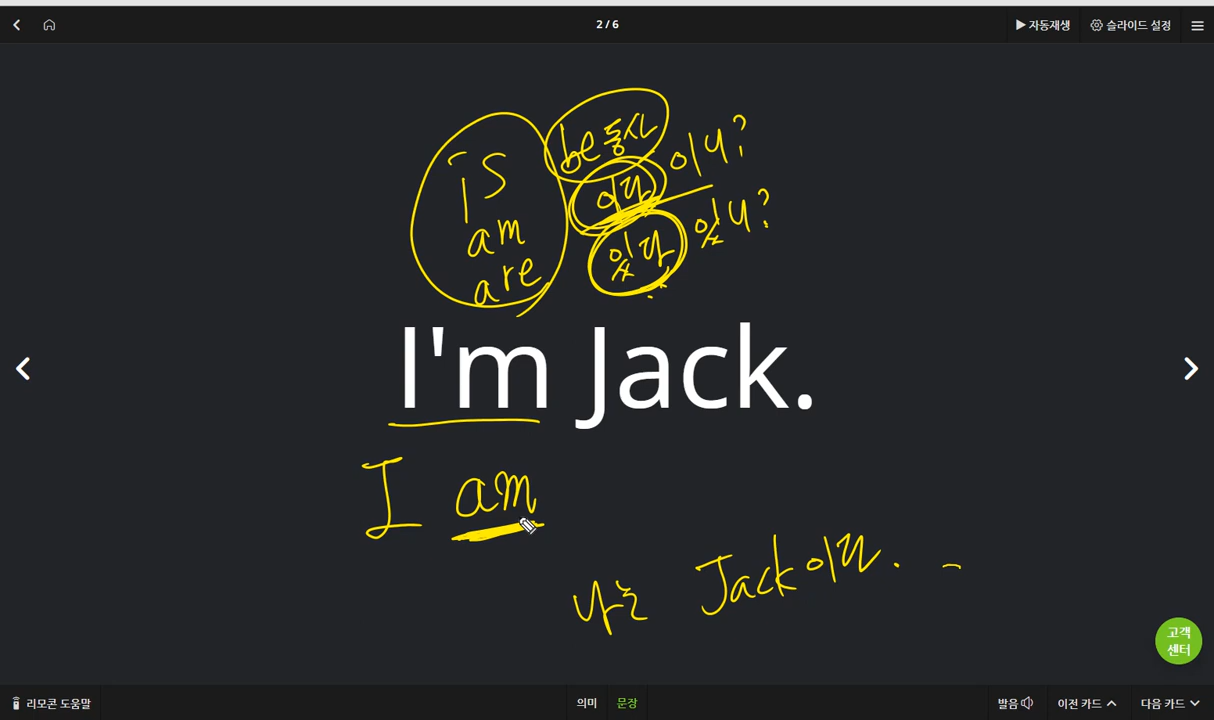 2 / 6
자동재생
슬라이드 설정
be동사
is
이다
이니?
am
있다
있니?
are
I'm Jack.
I am
나는 Jack이다.
고객
센터
리모콘 도움말
의미
문장
발음
이전 카드
다음 카드